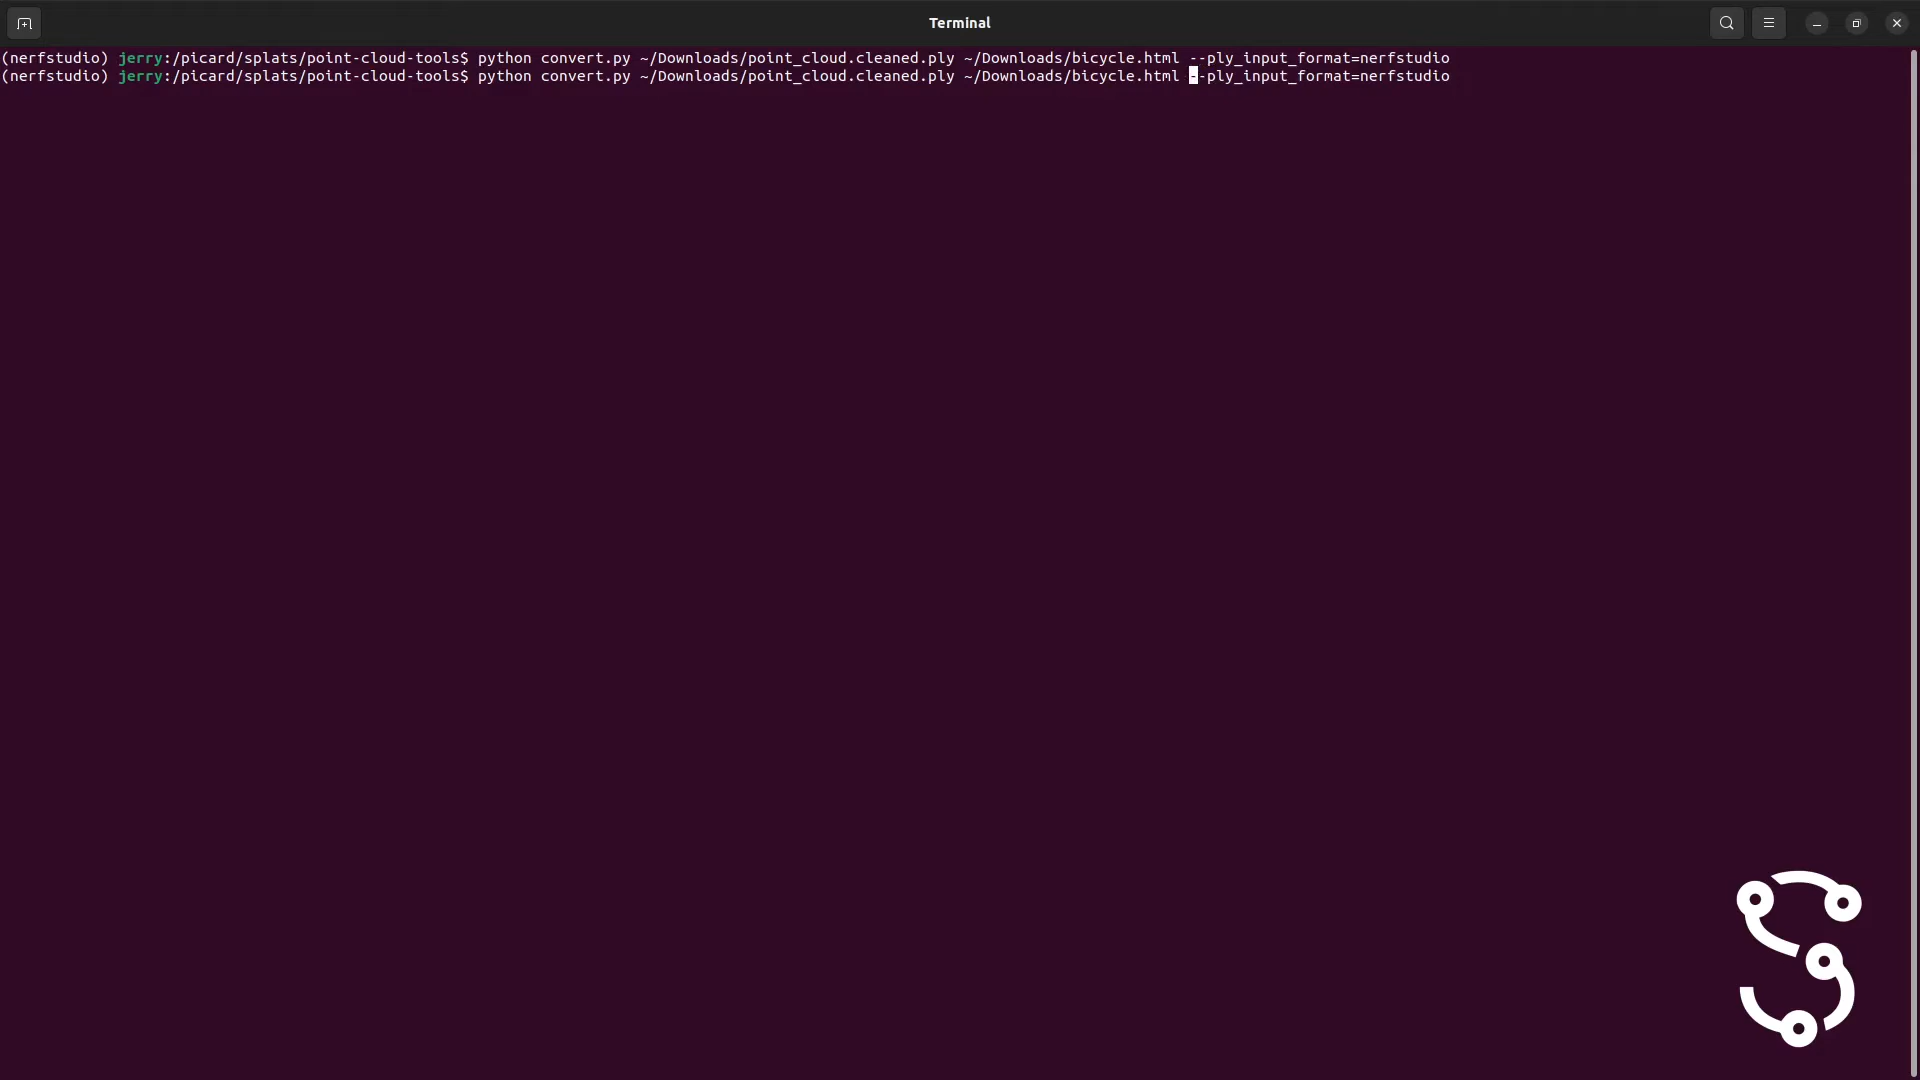 Terminal
(nerfstudio) jerry:/picard/splats/point-cloud-tools$ python convert.py ~/Downloads/point_cloud.cleaned.ply ~/Downloads/bicycle.html --ply_input_format=nerfstudio
(nerfstudio) jerry:/picard/splats/point-cloud-tools$ python convert.py ~/Downloads/point_cloud.cleaned.ply ~/Downloads/bicycle.html --ply_input_format=nerfstudio